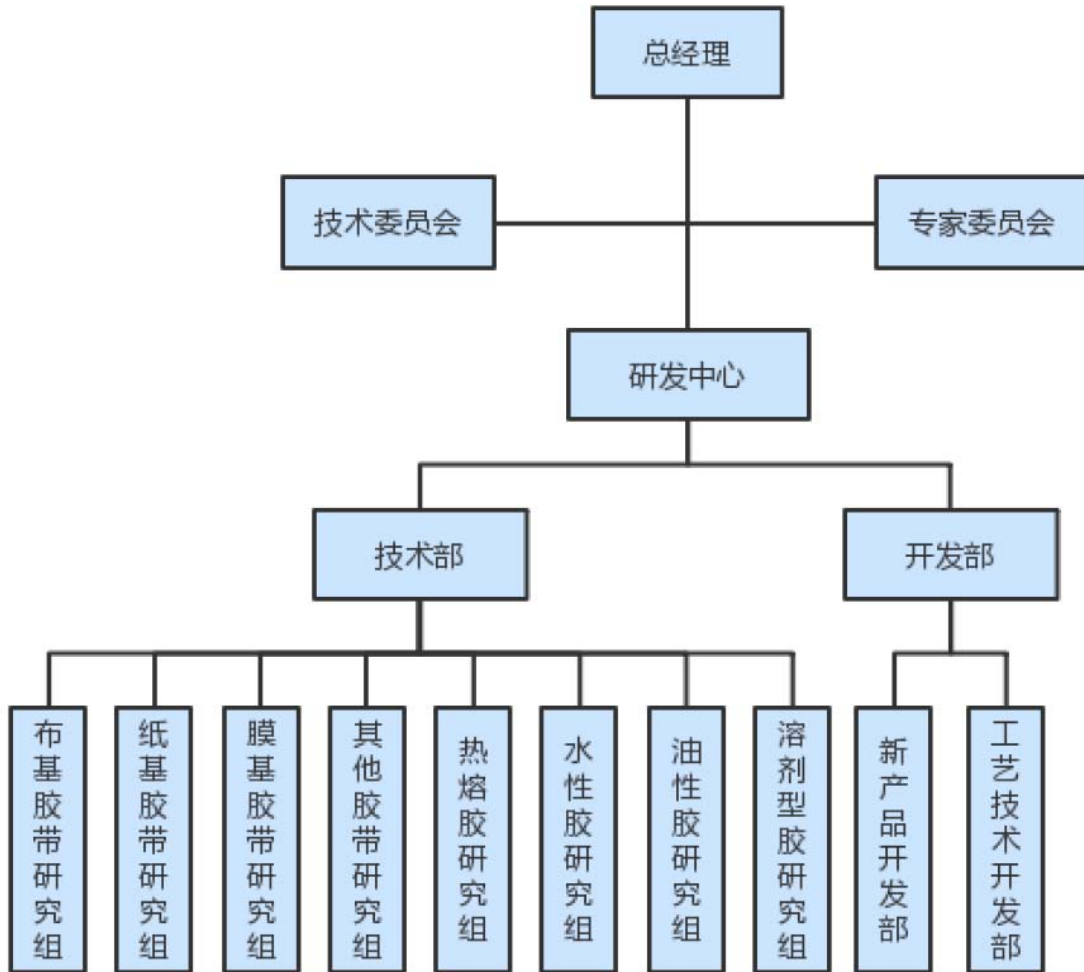 总经理
技术委员会
专家委员会
研发中心
技术部
开发部
布基胶带研究组
纸基胶带研究组
膜基胶带研究组
其他胶带研究组
热熔胶研究组
水性胶研究组
油性胶研究组
溶剂型胶研究组
新产品开发部
工艺技术开发部